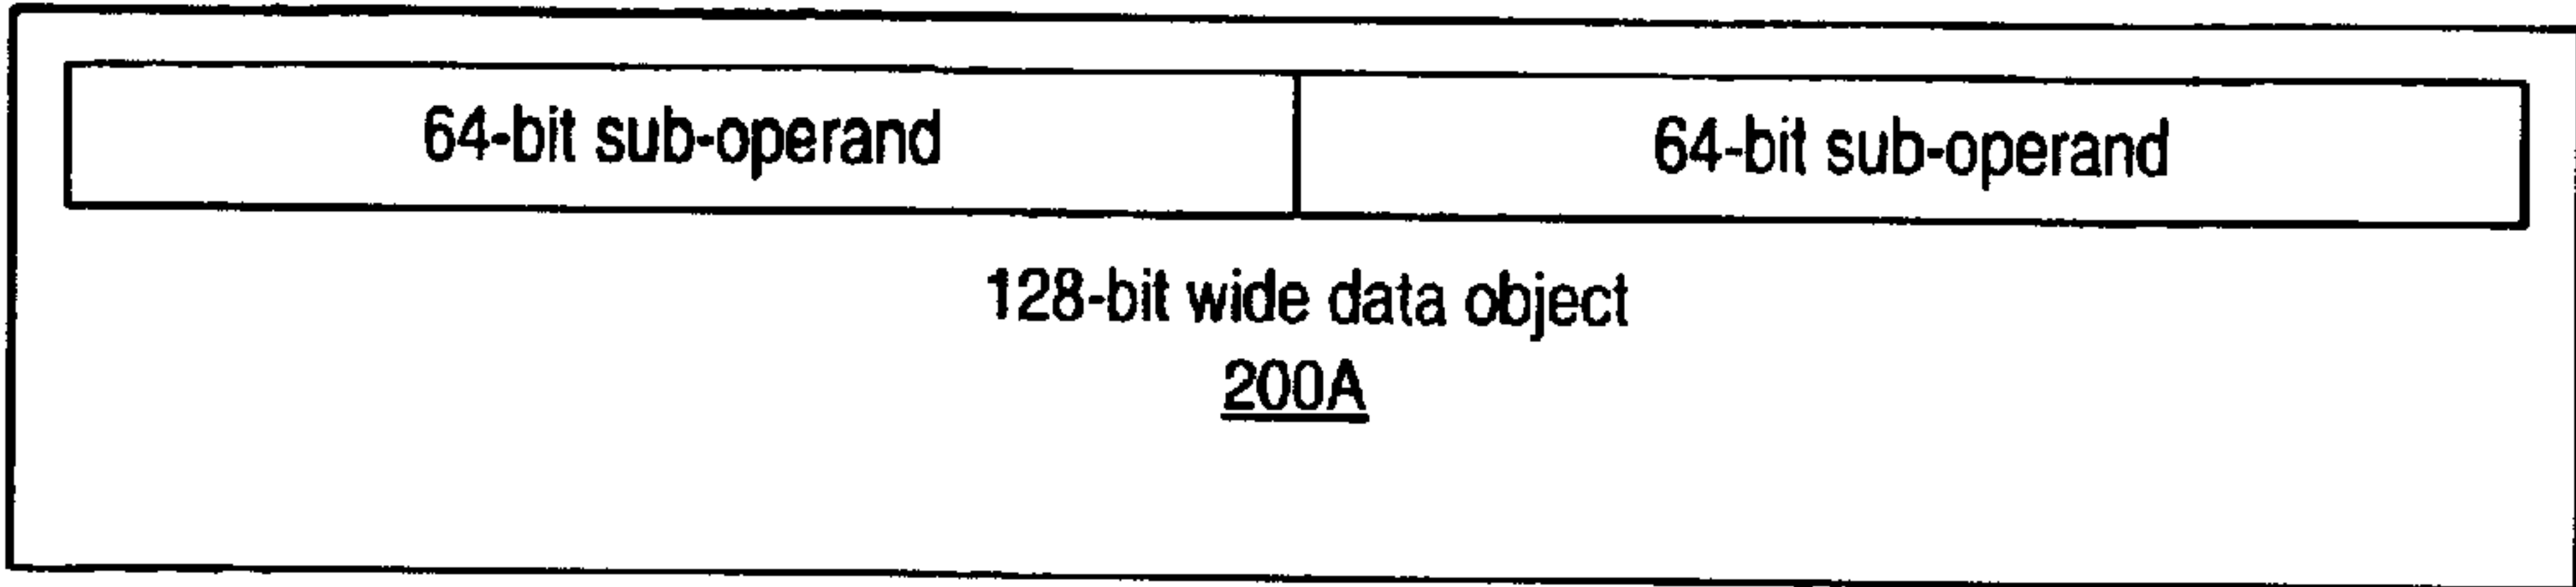 64-bit sub-operand 64-bit sub-operand
128-bit wide data object
200A